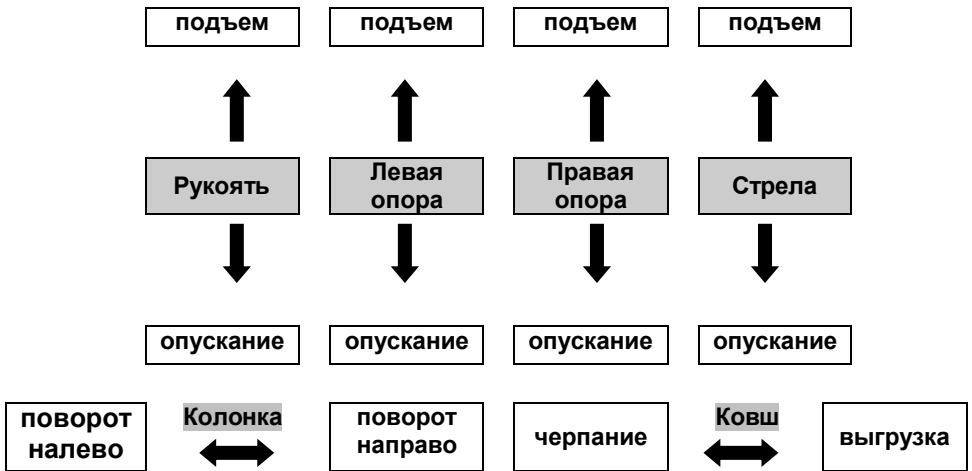 подъем подъем подъем подъем
Рукоять Левая опора Правая опора Стрела
опускание опускание опускание опускание
поворот налево Колонка поворот направо черпание Ковш выгрузка